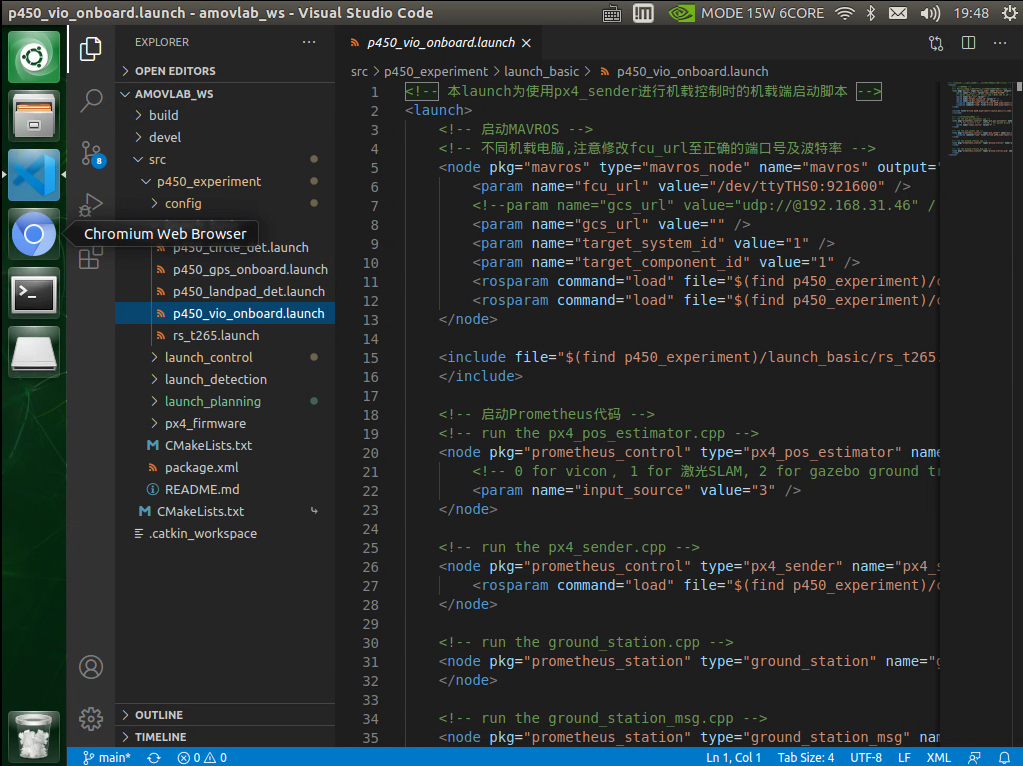 p450_vio_onboard.launch - amovlab_ws - Visual Studio Code
MODE 15W 6CORE
19:48
EXPLORER
OPEN EDITORS
AMOVLAB_WS
build
devel
src
p450_experiment
config
Chromium Web Browser
p450_circle_det.launch
p450_gps_onboard.launch
p450_landpad_det.launch
p450_vio_onboard.launch
rs_t265.launch
launch_control
launch_detection
launch_planning
px4_firmware
CMakeLists.txt
package.xml
README.md
CMakeLists.txt
.catkin_workspace
OUTLINE
TIMELINE
8
p450_vio_onboard.launch
src > p450_experiment > launch_basic > p450_vio_onboard.launch
1 <!-- 本launch为使用px4_sender进行机载控制时的机载端启动脚本 -->
2 <launch>
3 <!-- 启动MAVROS -->
4 <!-- 不同机载电脑,注意修改fcu_url至正确的端口号及波特率 -->
5 <node pkg="mavros" type="mavros_node" name="mavros" output="
6 <param name="fcu_url" value="/dev/ttyTHS0:921600" />
7 <!--param name="gcs_url" value="udp://@192.168.31.46" /
8 <param name="gcs_url" value="" />
9 <param name="target_system_id" value="1" />
10 <param name="target_component_id" value="1" />
11 <rosparam command="load" file="$(find p450_experiment)/c
12 <rosparam command="load" file="$(find p450_experiment)/c
13 </node>
14
15 <include file="$(find p450_experiment)/launch_basic/rs_t265.
16 </include>
17
18 <!-- 启动Prometheus代码 -->
19 <!-- run the px4_pos_estimator.cpp -->
20 <node pkg="prometheus_control" type="px4_pos_estimator" name
21 <!-- 0 for vicon, 1 for 激光SLAM, 2 for gazebo ground tr
22 <param name="input_source" value="3" />
23 </node>
24
25 <!-- run the px4_sender.cpp -->
26 <node pkg="prometheus_control" type="px4_sender" name="px4_s
27 <rosparam command="load" file="$(find p450_experiment)/c
28 </node>
29
30 <!-- run the ground_station.cpp -->
31 <node pkg="prometheus_station" type="ground_station" name="g
32 </node>
33
34 <!-- run the ground_station_msg.cpp -->
35 <node pkg="prometheus_station" type="ground_station_msg" nam
main*
0
0
Ln 1, Col 1
Tab Size: 4
UTF-8
LF
XML